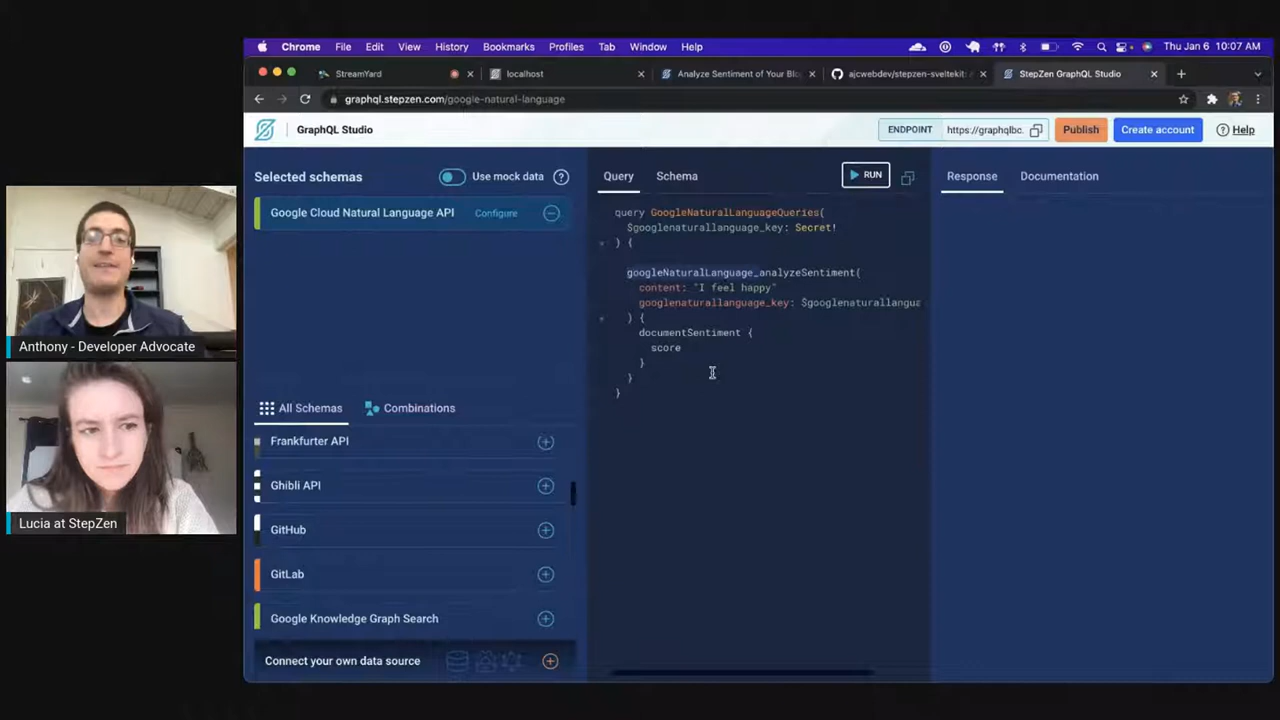 Chrome File Edit View History Bookmarks Profiles Tab Window Help Thu Jan 6 10:07 AM
StreamYard localhost Analyze Sentiment of Your Blo ajcwebdev/stepzen-sveltekit: StepZen GraphQL Studio
graphql.stepzen.com/google-natural-language
GraphQL Studio ENDPOINT https://graphqlbc. Publish Create account Help
Selected schemas Use mock data
Google Cloud Natural Language API Configure
All Schemas Combinations
Frankfurter API
Ghibli API
GitHub
GitLab
Google Knowledge Graph Search
Connect your own data source
Query Schema RUN
query GoogleNaturalLanguageQueries(
$googlenaturallanguage_key: Secret!
) {
googleNaturalLanguage_analyzeSentiment(
content: "I feel happy"
googlenaturallanguage_key: $googlenaturallangua
) {
documentSentiment {
score
}
}
}
Response Documentation
Anthony - Developer Advocate
Lucia at StepZen